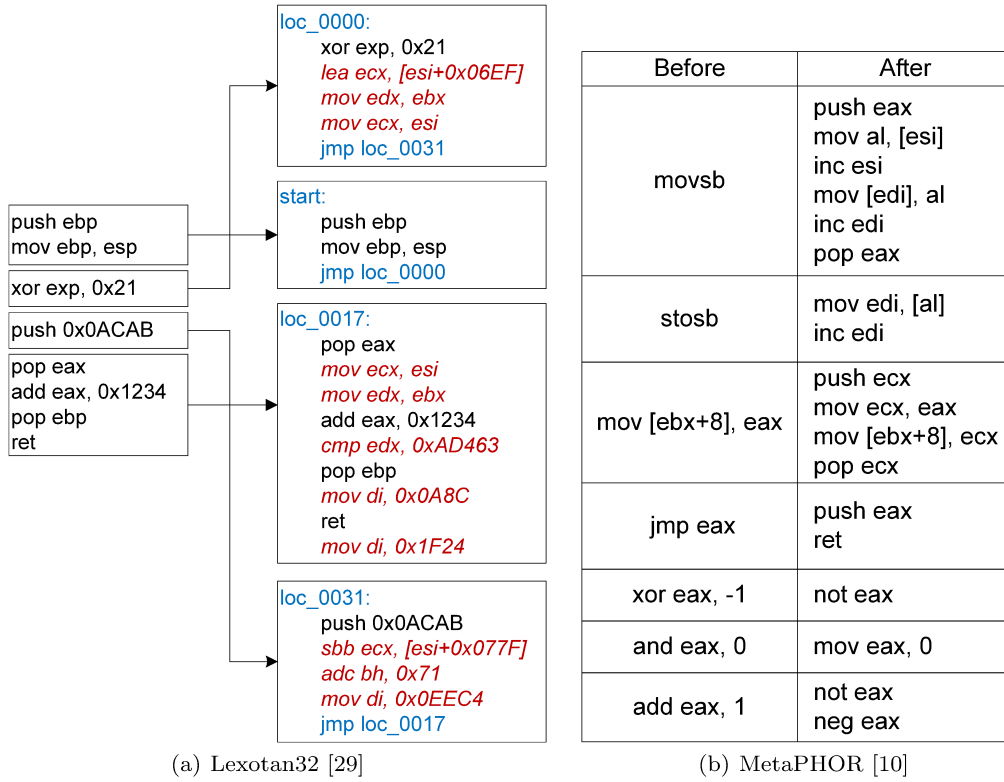 push ebp
mov ebp, esp
xor exp, 0x21
push 0x0ACAB
pop eax
add eax, 0x1234
pop ebp
ret
loc_0000:
xor exp, 0x21
lea ecx, [esi+0x06EF]
mov edx, ebx
mov ecx, esi
jmp loc_0031
start:
push ebp
mov ebp, esp
jmp loc_0000
loc_0017:
pop eax
mov ecx, esi
mov edx, ebx
add eax, 0x1234
cmp edx, 0xAD463
pop ebp
mov di, 0x0A8C
ret
mov di, 0x1F24
loc_0031:
push 0x0ACAB
sbb ecx, [esi+0x077F]
adc bh, 0x71
mov di, 0x0EEC4
jmp loc_0017
(a) Lexotan32 [29]
Before After
movsb
push eax
mov al, [esi]
inc esi
mov [edi], al
inc edi
pop eax
stosb
mov edi, [al]
inc edi
mov [ebx+8], eax
push ecx
mov ecx, eax
mov [ebx+8], ecx
pop ecx
jmp eax
push eax
ret
xor eax, -1 not eax
and eax, 0 mov eax, 0
add eax, 1
not eax
neg eax
(b) MetaPHOR [10]